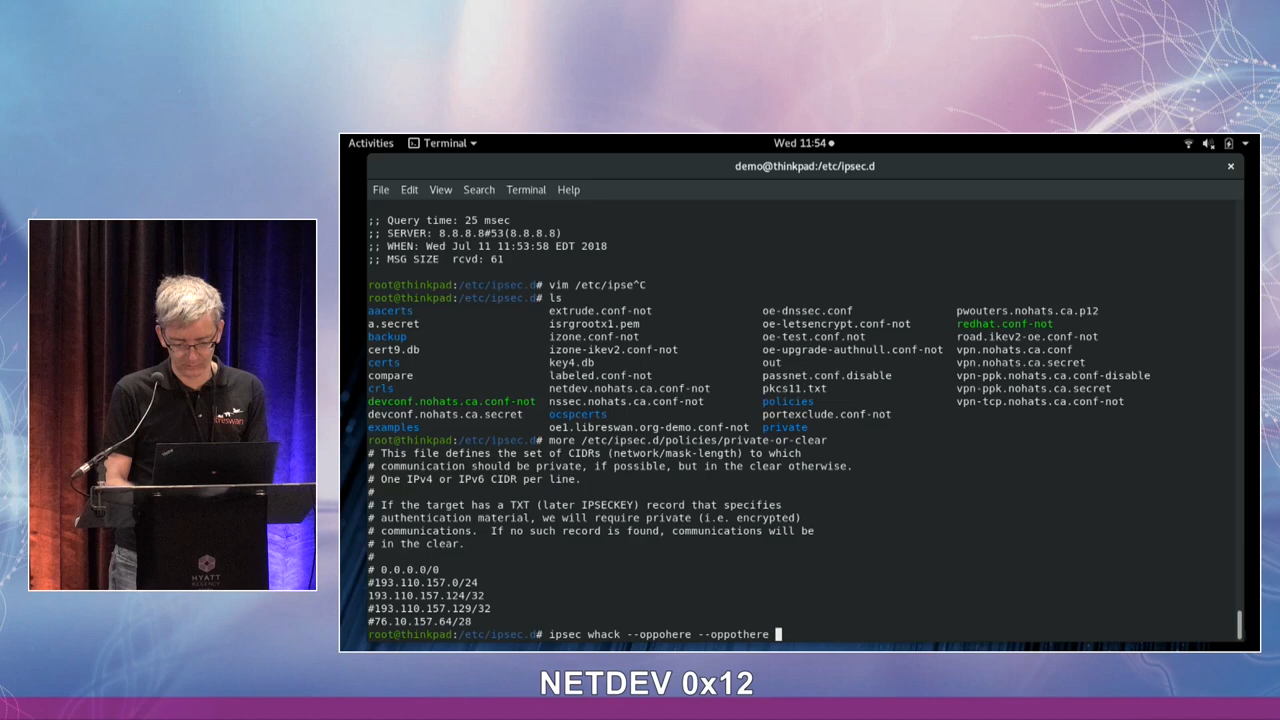 Activities Terminal Wed 11:54
demo@thinkpad:/etc/ipsec.d
File Edit View Search Terminal Help
;; Query time: 25 msec
;; SERVER: 8.8.8.8#53(8.8.8.8)
;; WHEN: Wed Jul 11 11:53:58 EDT 2018
;; MSG SIZE  rcvd: 61
root@thinkpad:/etc/ipsec.d# vim /etc/ipse^C
root@thinkpad:/etc/ipsec.d# ls
aacerts extrude.conf-not oe-dnssec.conf pwouters.nohats.ca.p12
a.secret isrgrootx1.pem oe-letsencrypt.conf-not redhat.conf-not
backup izone.conf-not oe-test.conf.not road.ikev2-oe.conf-not
cert9.db izone-ikev2.conf-not oe-upgrade-authnull.conf-not vpn.nohats.ca.conf
certs key4.db out vpn.nohats.ca.secret
compare labeled.conf-not passnet.conf.disable vpn-ppk.nohats.ca.conf-disable
crls netdev.nohats.ca.conf-not pkcs11.txt vpn-ppk.nohats.ca.secret
devconf.nohats.ca.conf-not nssec.nohats.ca.conf-not policies vpn-tcp.nohats.ca.conf-not
devconf.nohats.ca.secret ocspcerts portexclude.conf-not
examples oe1.libreswan.org-demo.conf-not private
root@thinkpad:/etc/ipsec.d# more /etc/ipsec.d/policies/private-or-clear
# This file defines the set of CIDRs (network/mask-length) to which
# communication should be private, if possible, but in the clear otherwise.
# One IPv4 or IPv6 CIDR per line.
#
# If the target has a TXT (later IPSECKEY) record that specifies
# authentication material, we will require private (i.e. encrypted)
# communications.  If no such record is found, communications will be
# in the clear.
#
# 0.0.0.0/0
#193.110.157.0/24
193.110.157.124/32
#193.110.157.129/32
#76.10.157.64/28
root@thinkpad:/etc/ipsec.d# ipsec whack --oppohere --oppothere
HYATT
REGENCY
NETDEV 0x12